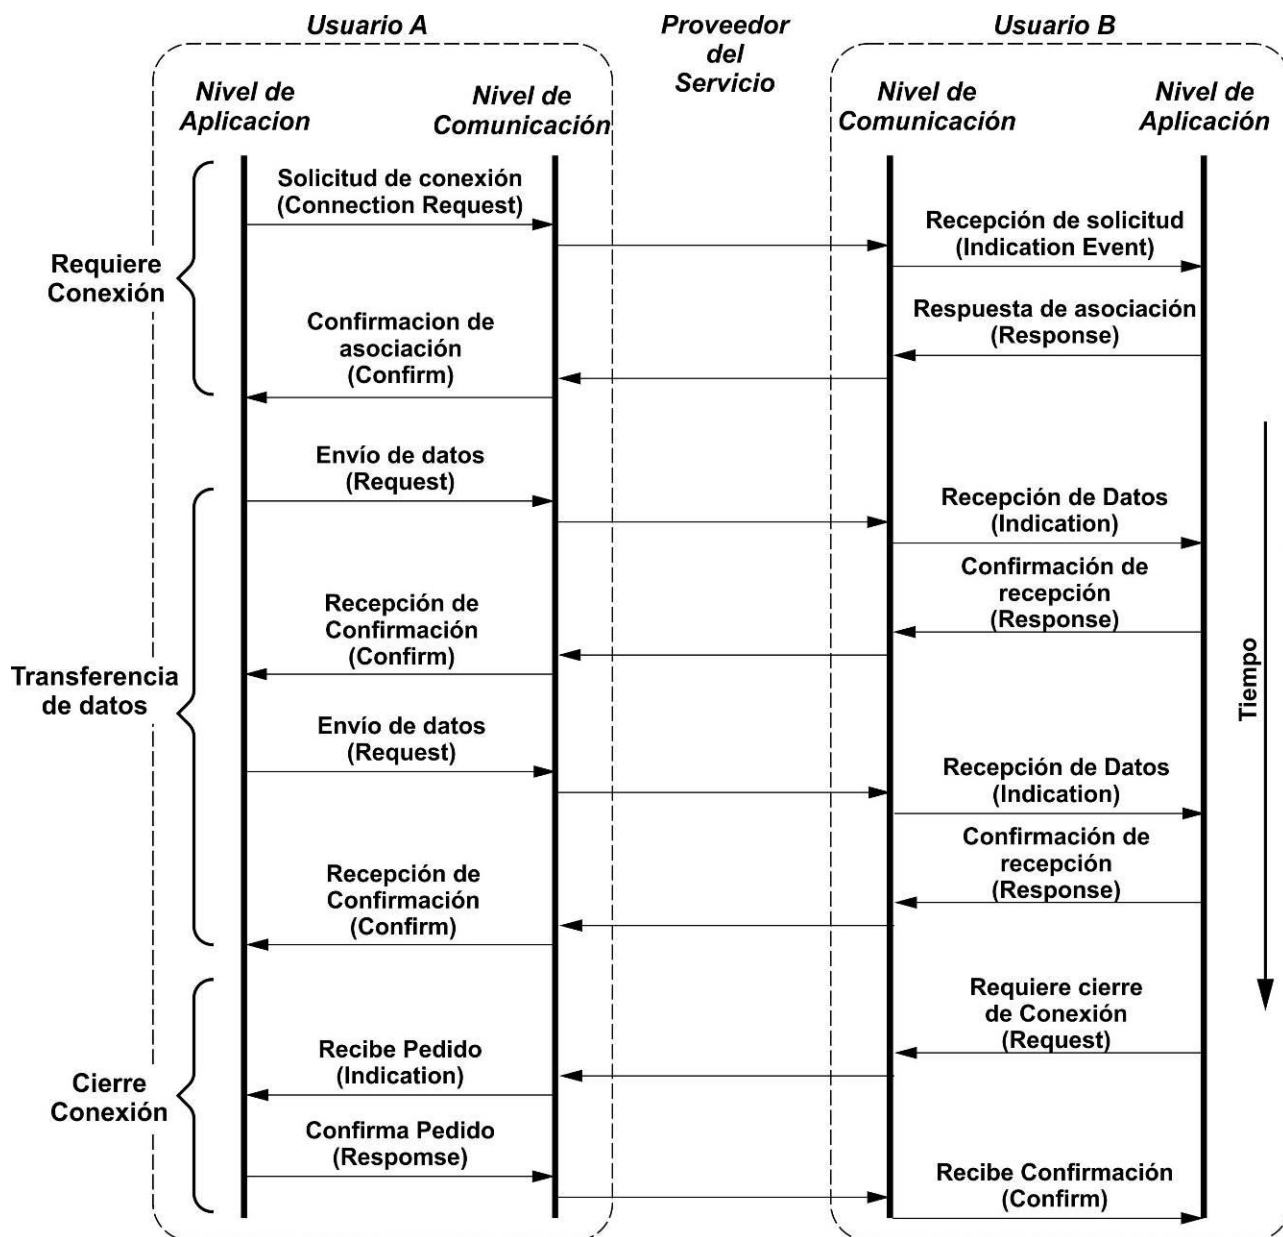 Usuario A
Proveedor
del
Servicio
Usuario B
Nivel de
Aplicacion
Nivel de
Comunicación
Nivel de
Comunicación
Nivel de
Aplicación
Solicitud de conexión
(Connection Request)
Recepción de solicitud
(Indication Event)
Requiere
Conexión
Respuesta de asociación
(Response)
Confirmacion de
asociación
(Confirm)
Envío de datos
(Request)
Recepción de Datos
(Indication)
Confirmación de
recepción
(Response)
Recepción de
Confirmación
(Confirm)
Transferencia
de datos
Tiempo
Envío de datos
(Request)
Recepción de Datos
(Indication)
Confirmación de
recepción
(Response)
Recepción de
Confirmación
(Confirm)
Requiere cierre
de Conexión
(Request)
Recibe Pedido
(Indication)
Cierre
Conexión
Confirma Pedido
(Respomse)
Recibe Confirmación
(Confirm)